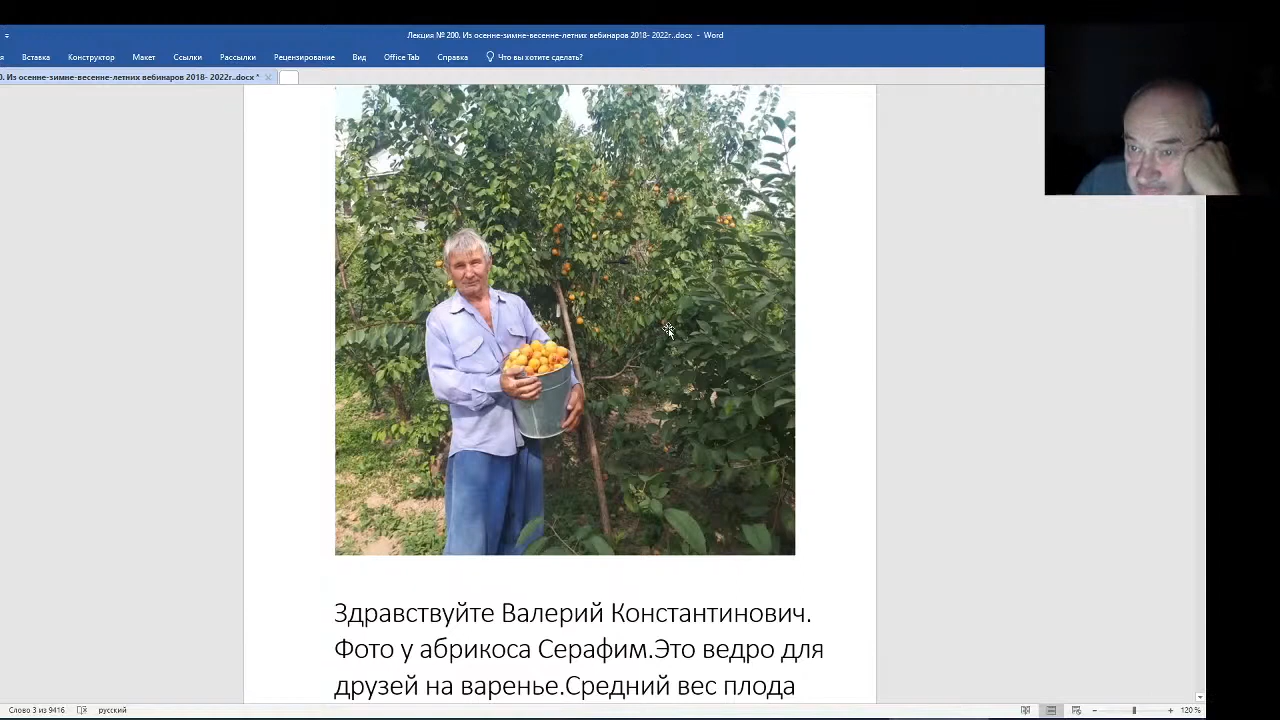 Лекция № 200. Из осенне-зимне-весенне-летних вебинаров 2018- 2022г..docx - Word
я Вставка Конструктор Макет Ссылки Рассылки Рецензирование Вид Office Tab Справка Что вы хотите сделать?
0. Из осенне-зимне-весенне-летних вебинаров 2018- 2022г..docx *
Здравствуйте Валерий Константинович.
Фото у абрикоса Серафим.Это ведро для
друзей на варенье.Средний вес плода
Слово 3 из 9416 русский 120 %